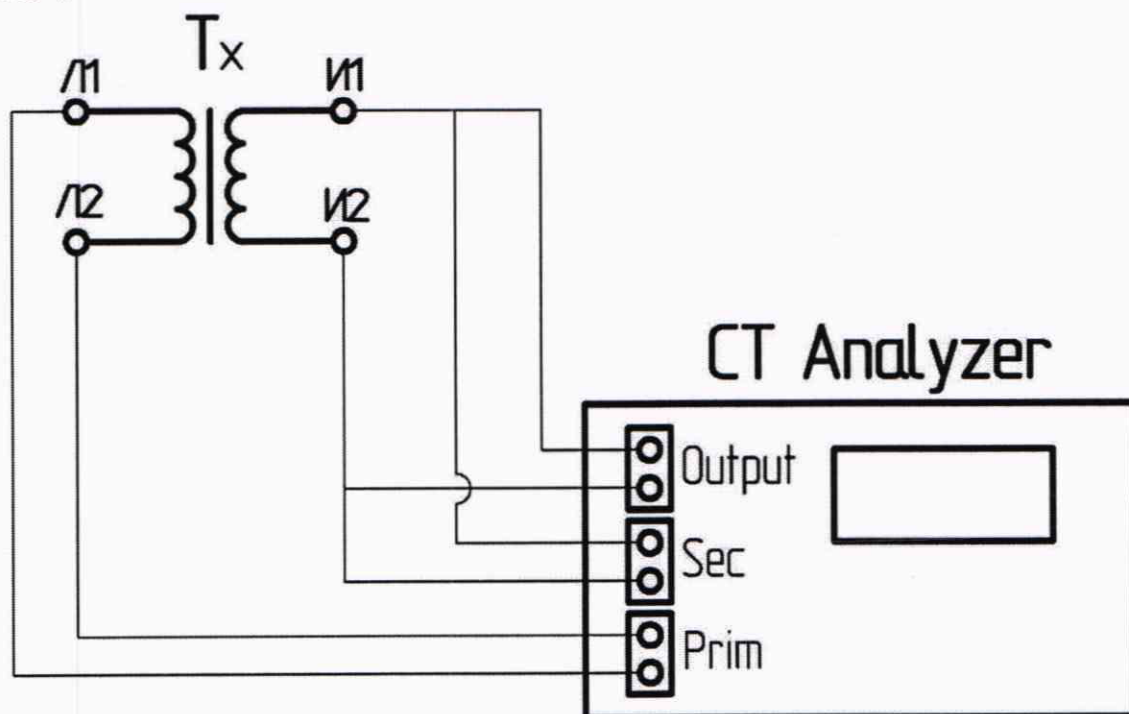 Tx
Л1
И1
Л2
И2
CT Analyzer
Output
Sec
Prim